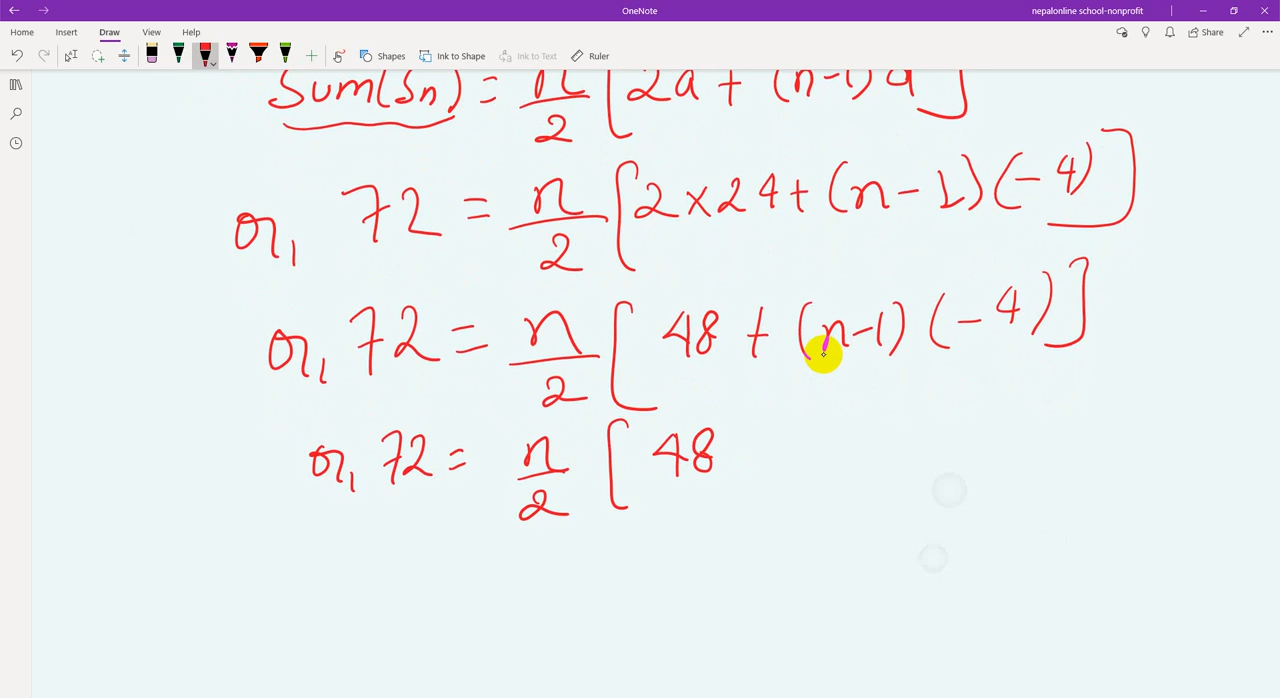 OneNote
nepalonline school-nonprofit
Home Insert Draw View Help
Share
Shapes Ink to Shape Ink to Text Ruler
Sum(Sn) = n/2 [2a + (n-1) d]
or, 72 = n/2 [2×24 + (n-1)(-4)]
or, 72 = n/2 [48 + (n-1)(-4)]
or, 72 = n/2 [48